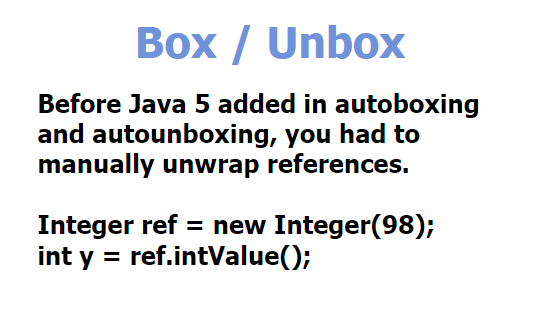 Box / Unbox
Before Java 5 added in autoboxing
and autounboxing, you had to
manually unwrap references.
Integer ref = new Integer(98);
int y = ref.intValue();